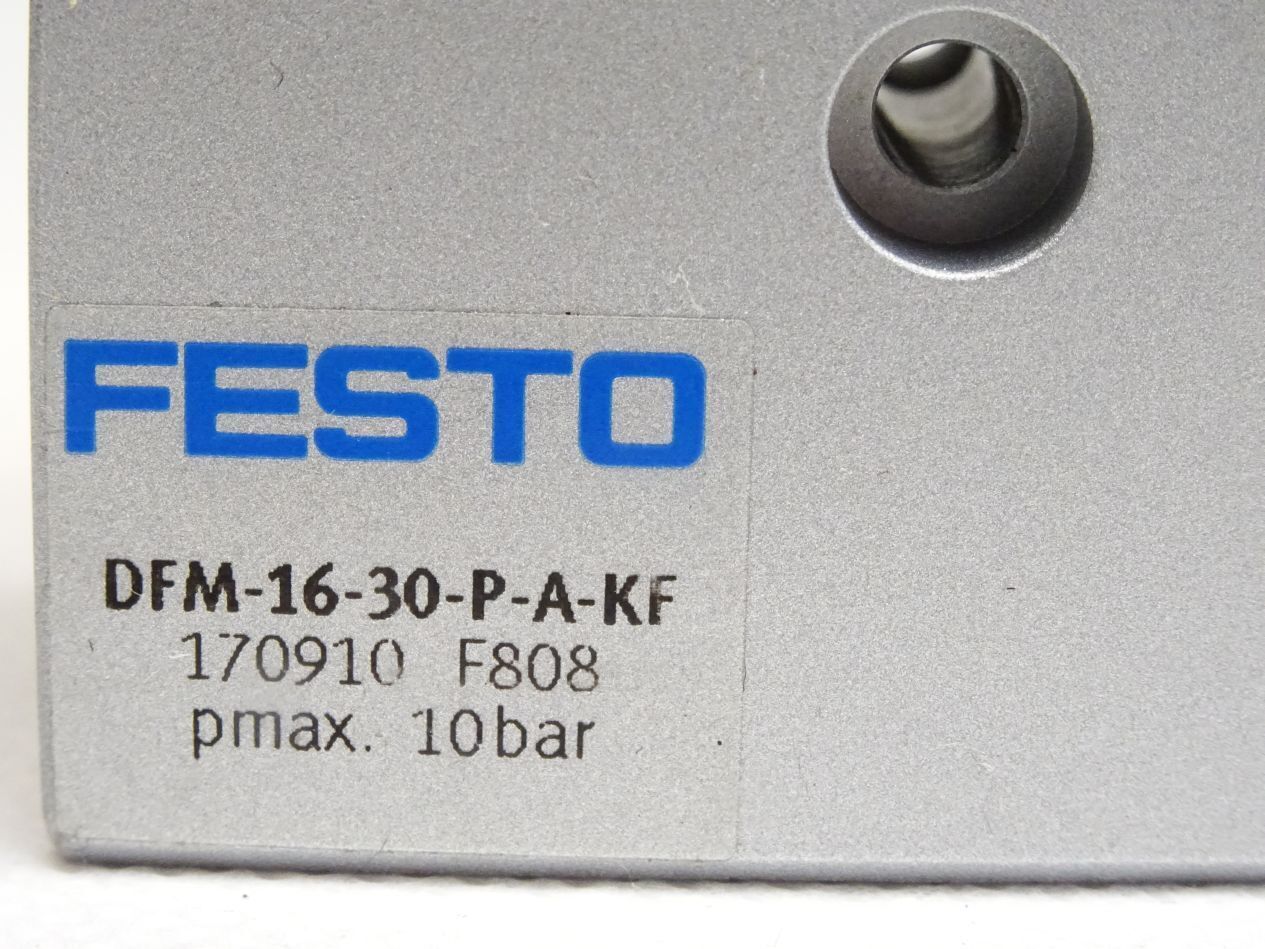 FESTO
DFM-16-30-P-A-KF
170910 F808
pmax. 10bar